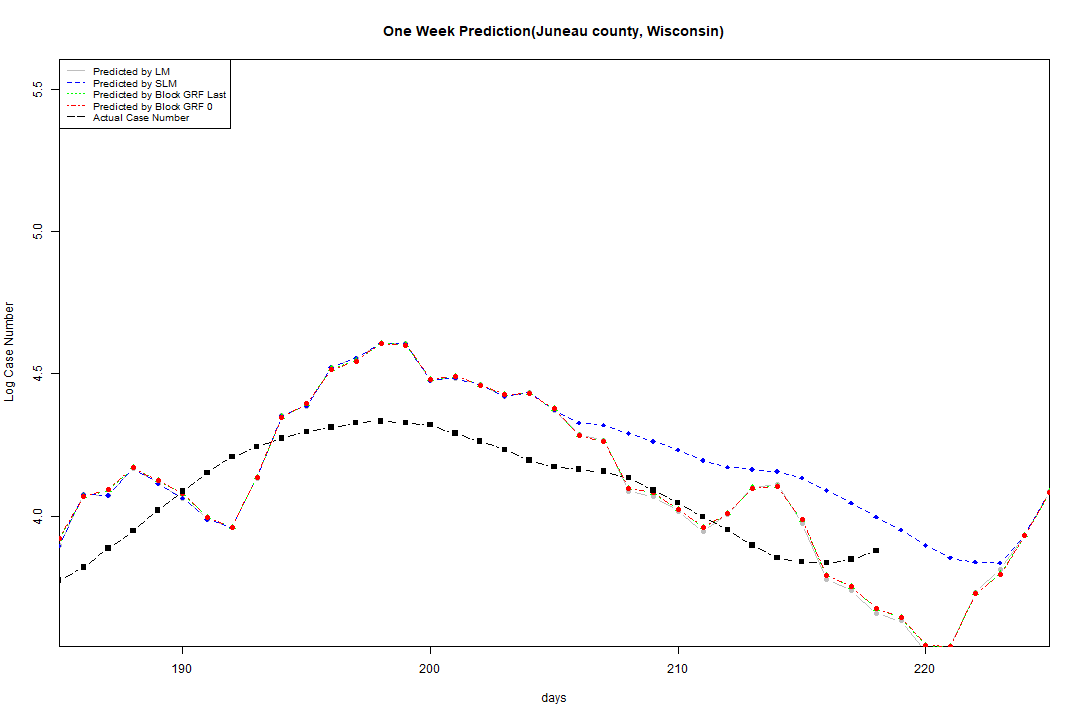 One Week Prediction(Juneau county, Wisconsin)
Predicted by LM
Predicted by SLM
Predicted by Block GRF Last
Predicted by Block GRF 0
Actual Case Number
5.5
5.0
4.5
4.0
Log Case Number
190
200
210
220
days